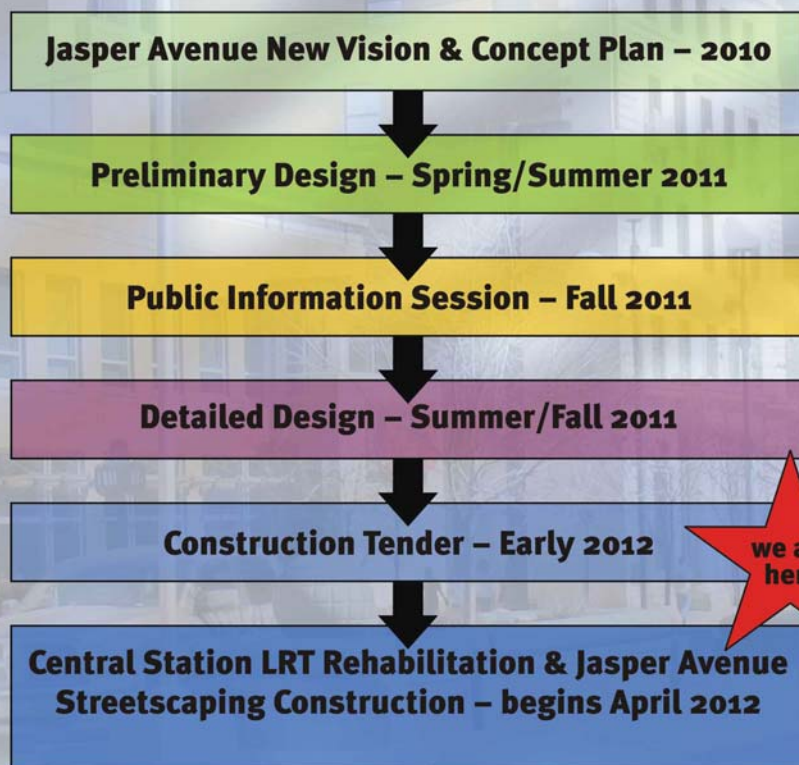 Jasper Avenue New Vision & Concept Plan – 2010
Preliminary Design – Spring/Summer 2011
Public Information Session – Fall 2011
Detailed Design – Summer/Fall 2011
Construction Tender – Early 2012
we
Central Station LRT Rehabilitation & Jasper Avenue
Streetscaping Construction – begins April 2012